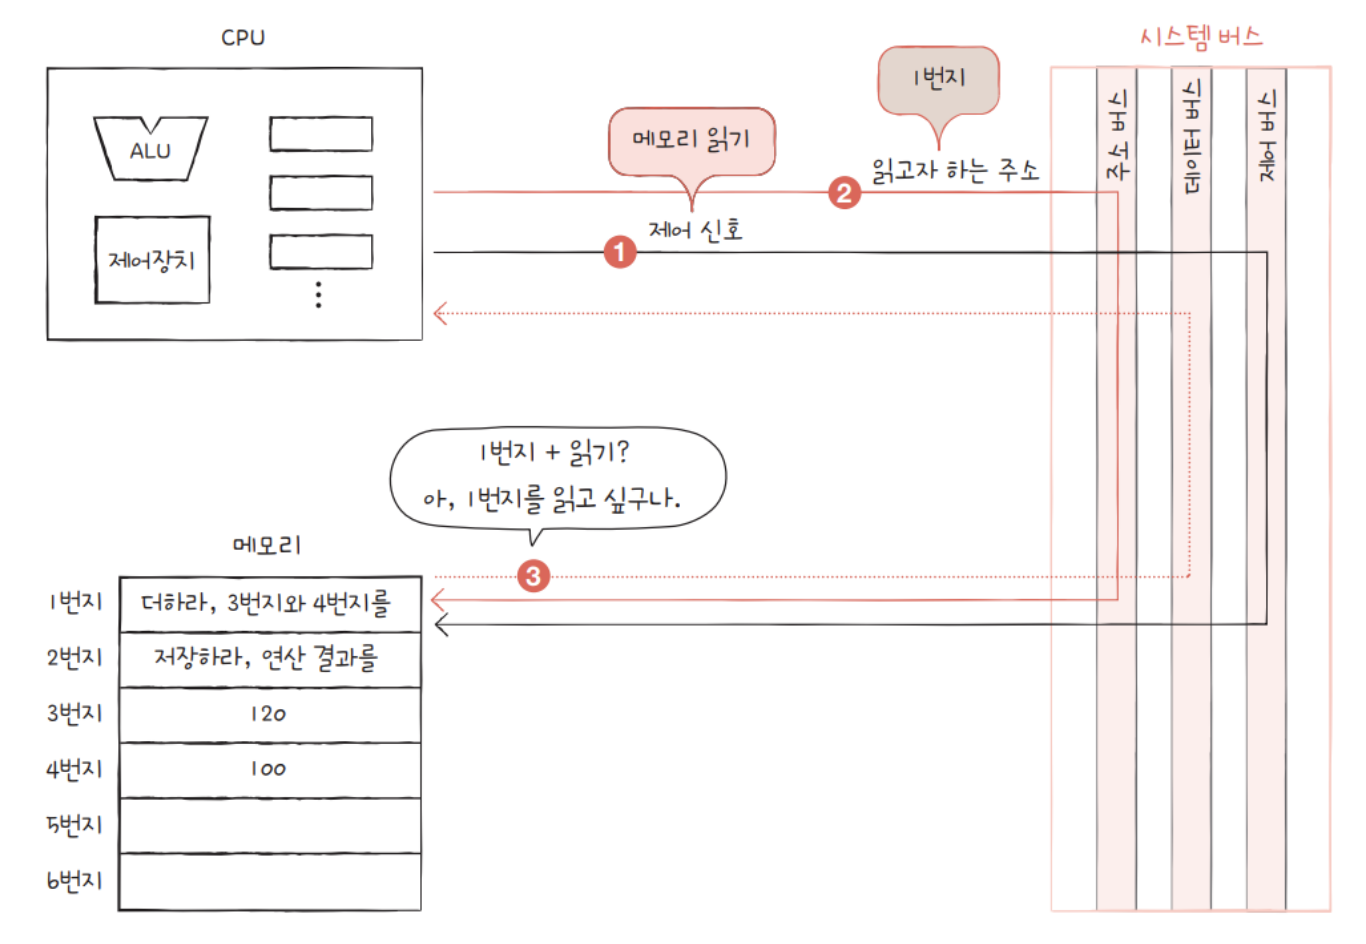 CPU
시스템 버스
ALU
제어장치
메모리 읽기
1번지
2
읽고자 하는 주소
1
제어 신호
주소 버스
데이터 버스
제어 버스
1번지 + 읽기?
아, 1번지를 읽고 싶구나.
3
메모리
1번지 더하라, 3번지와 4번지를
2번지 저장하라, 연산 결과를
3번지 120
4번지 100
5번지
6번지